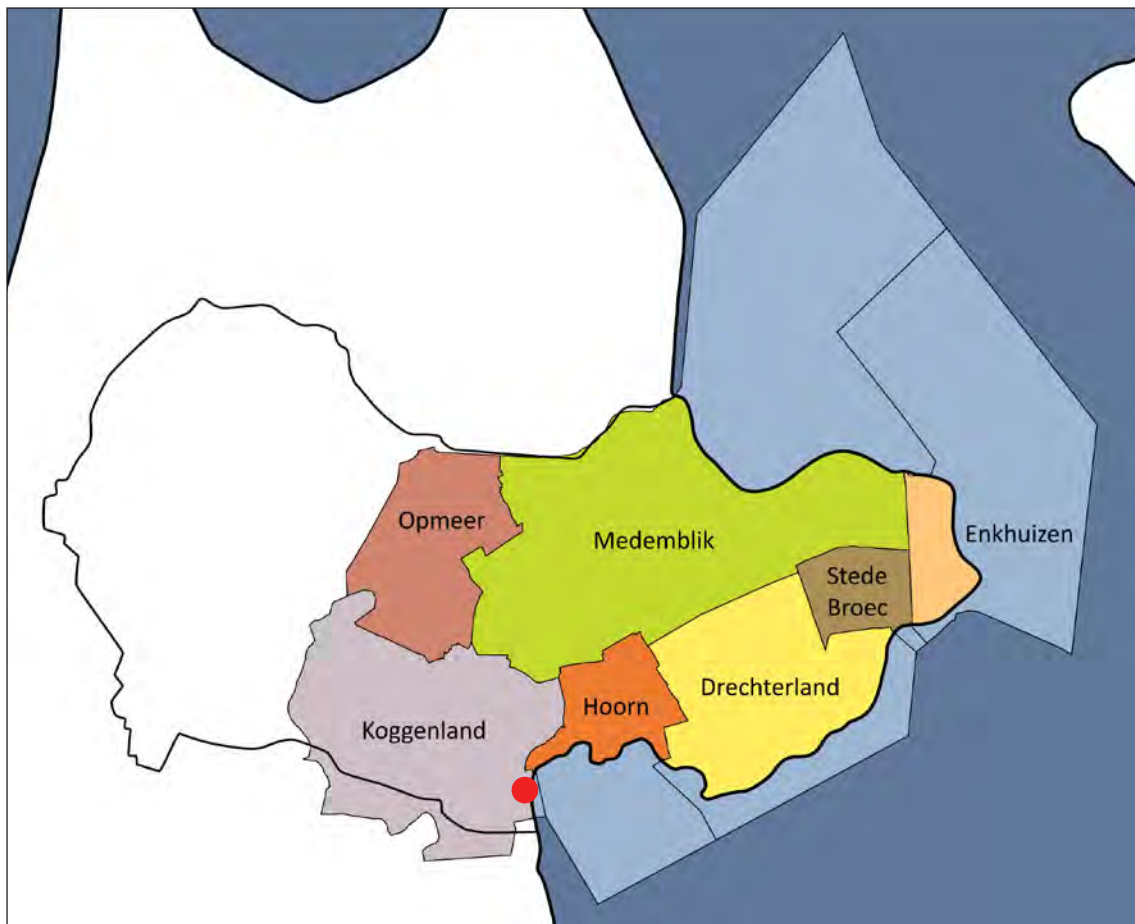 Opmeer
Medemblik
Enkhuizen
Stede
Broec
Drechterland
Hoorn
Koggenland